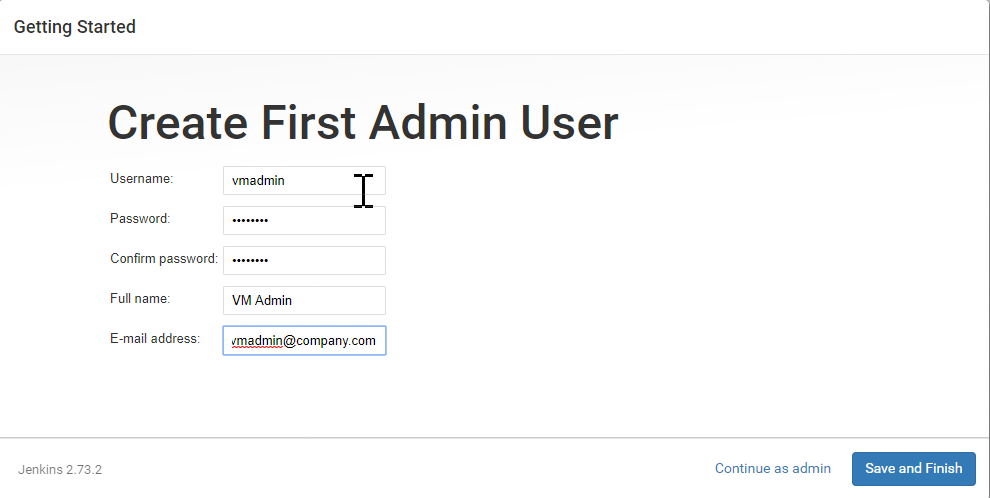 Getting Started
Create First Admin User
Username: vmadmin
Password: ••••••••
Confirm password: ••••••••
Full name: VM Admin
E-mail address: vmadmin@company.com
Jenkins 2.73.2 Continue as admin Save and Finish